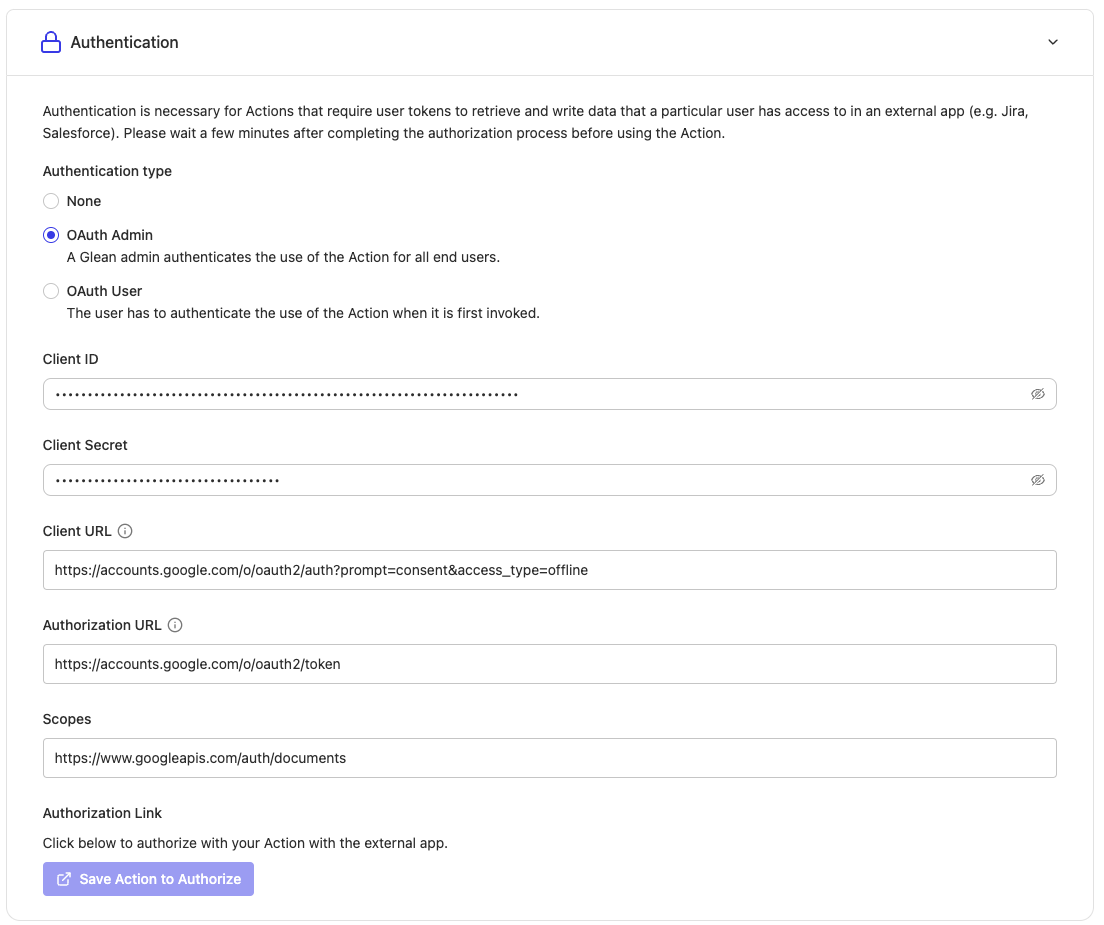 Authentication
Authentication is necessary for Actions that require user tokens to retrieve and write data that a particular user has access to in an external app (e.g. Jira,
Salesforce). Please wait a few minutes after completing the authorization process before using the Action.
Authentication type
None
OAuth Admin
A Glean admin authenticates the use of the Action for all end users.
OAuth User
The user has to authenticate the use of the Action when it is first invoked.
Client ID
Client Secret
Client URL
https://accounts.google.com/o/oauth2/auth?prompt=consent&access_type=offline
Authorization URL
https://accounts.google.com/o/oauth2/token
Scopes
https://www.googleapis.com/auth/documents
Authorization Link
Click below to authorize with your Action with the external app.
Save Action to Authorize